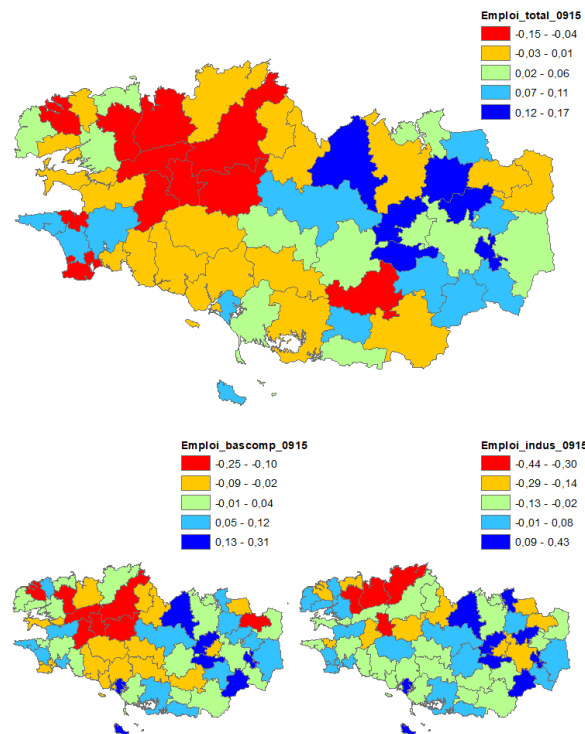 Emploi_total_0915
-0,15 - -0,04
-0,03 - 0,01
0,02 - 0,06
0,07 - 0,11
0,12 - 0,17
Emploi_bascomp_0915
-0,25 - -0,10
-0,09 - -0,02
-0,01 - 0,04
0,05 - 0,12
0,13 - 0,31
Emploi_indus_0915
-0,44 - -0,30
-0,29 - -0,14
-0,13 - -0,02
-0,01 - 0,08
0,09 - 0,43